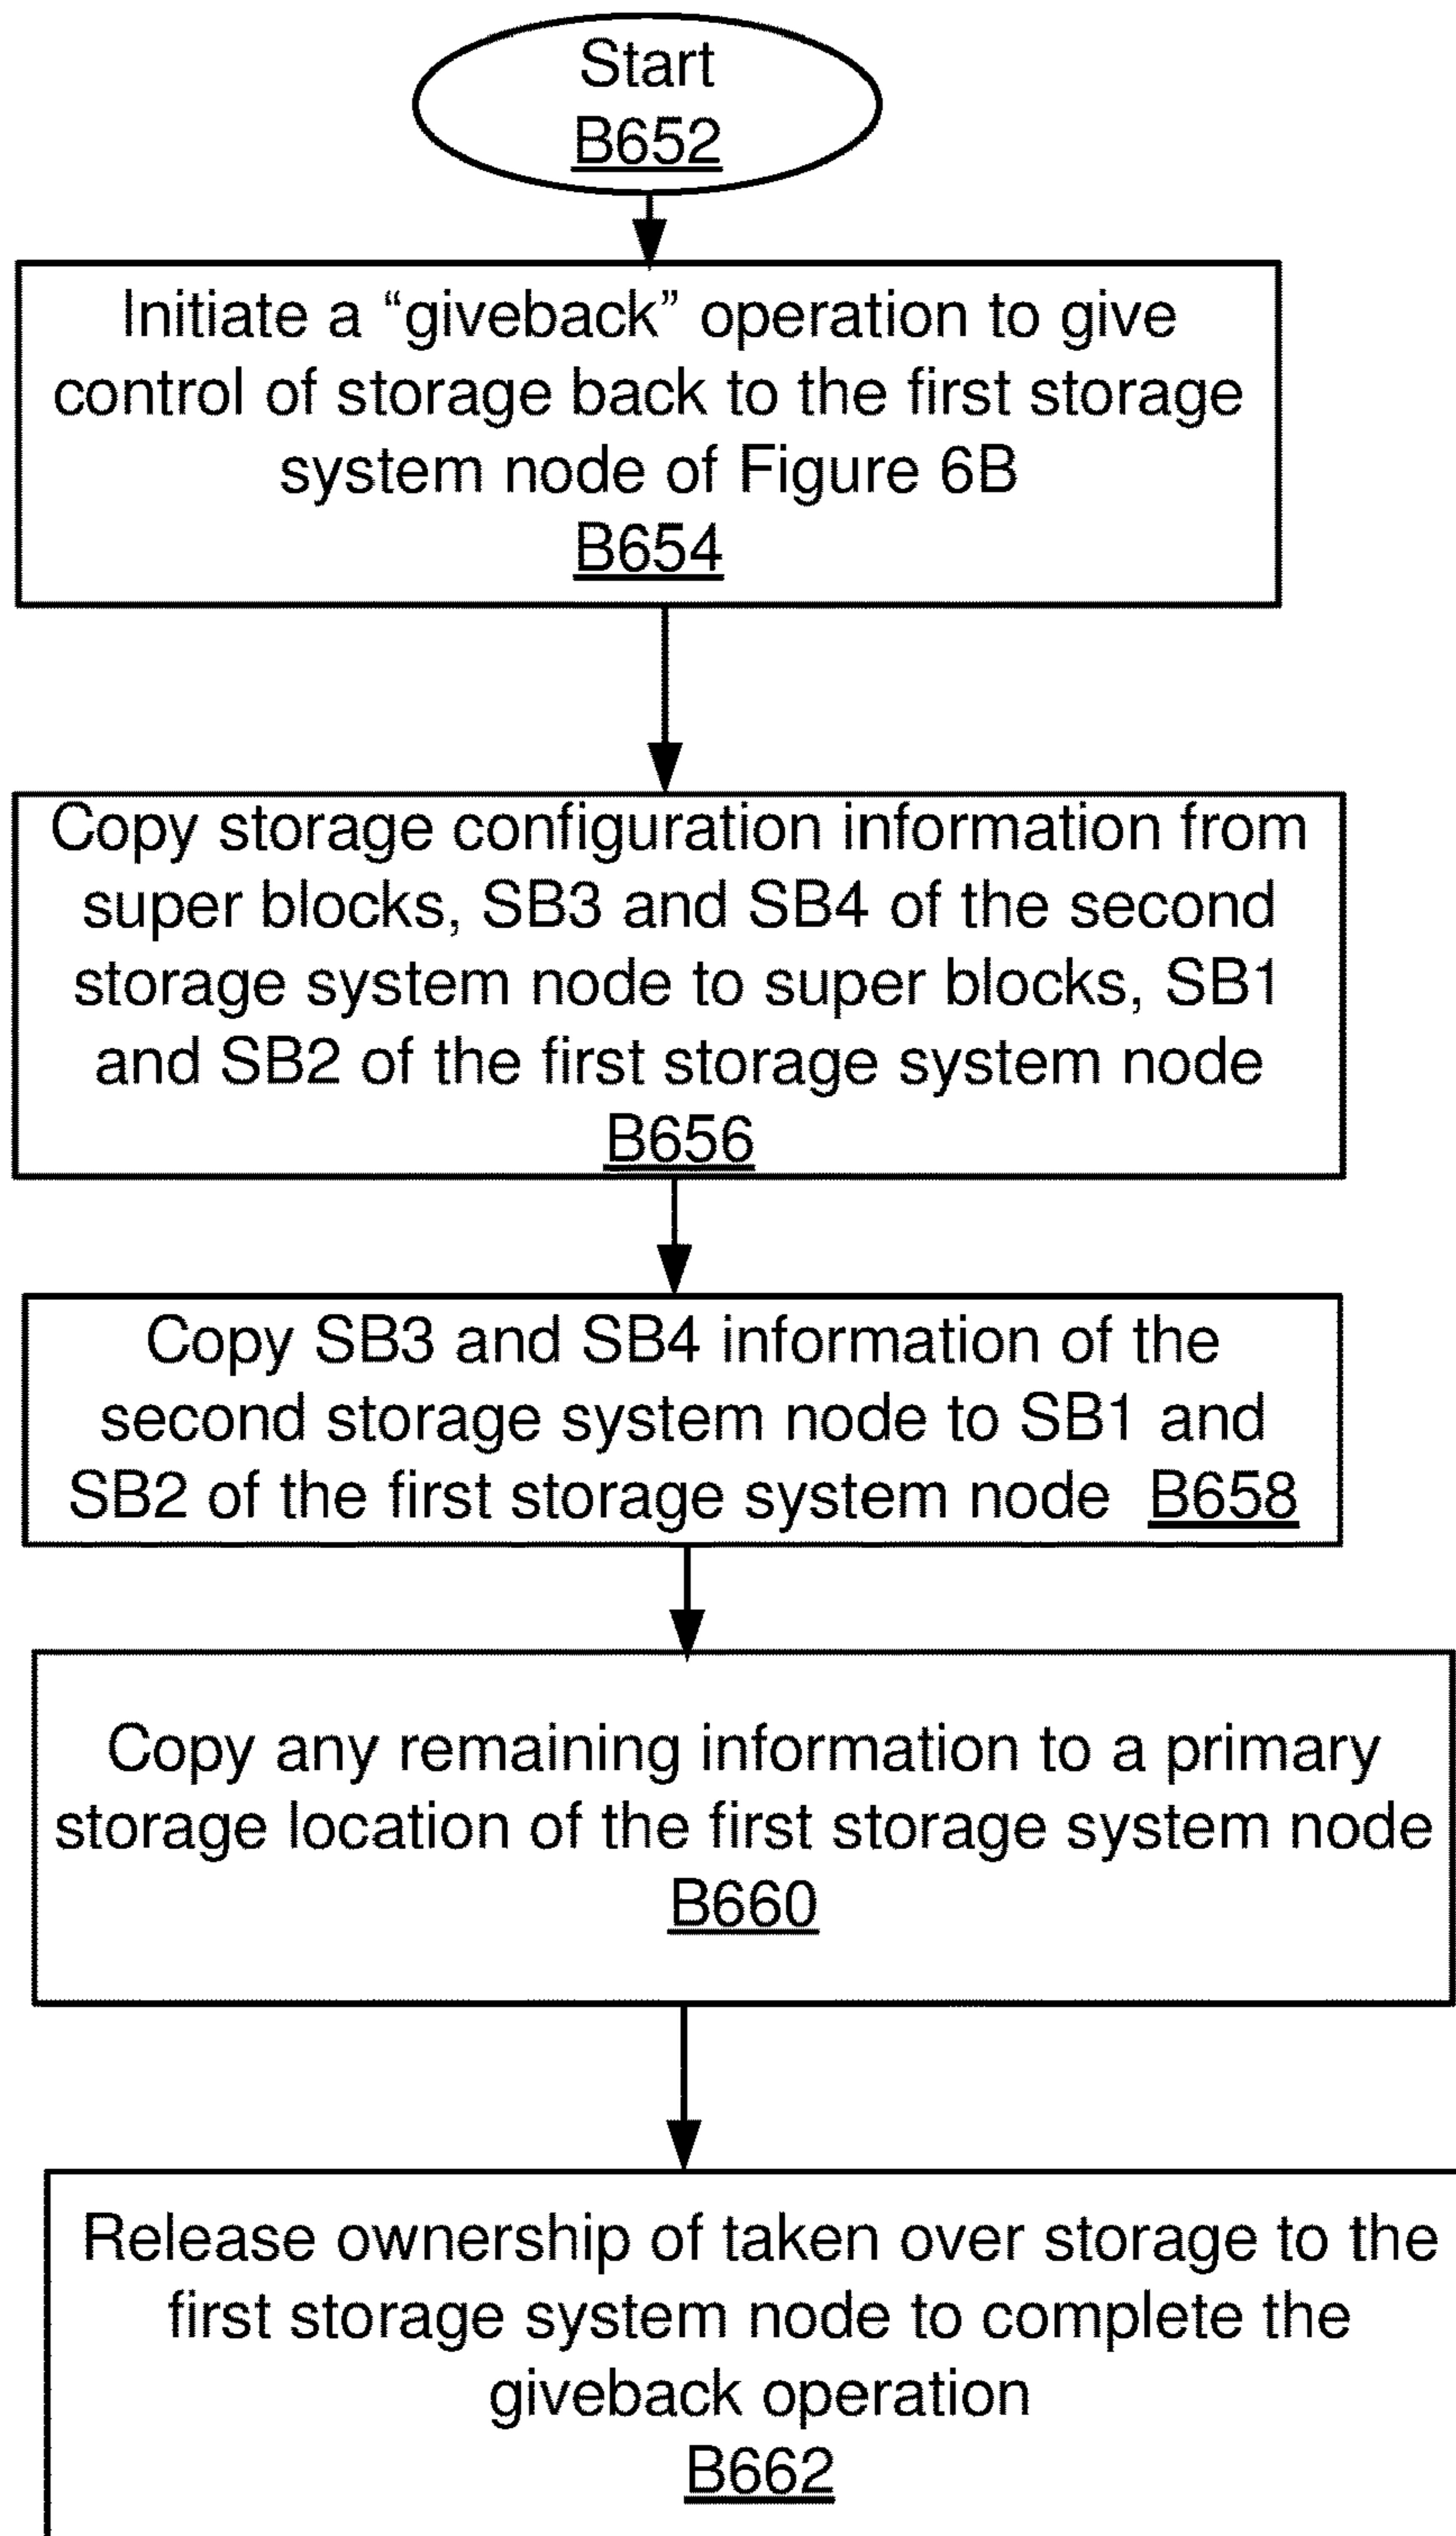 Start
B652
Initiate a “giveback” operation to give
control of storage back to the first storage
system node of Figure 6B
B654
Copy storage configuration information from
super blocks, SB3 and SB4 of the second
storage system node to super blocks, SB1
and SB2 of the first storage system node
B656
Copy SB3 and SB4 information of the
second storage system node to SB1 and
SB2 of the first storage system node B658
Copy any remaining information to a primary
storage location of the first storage system node
B660
Release ownership of taken over storage to the
first storage system node to complete the
giveback operation
B662